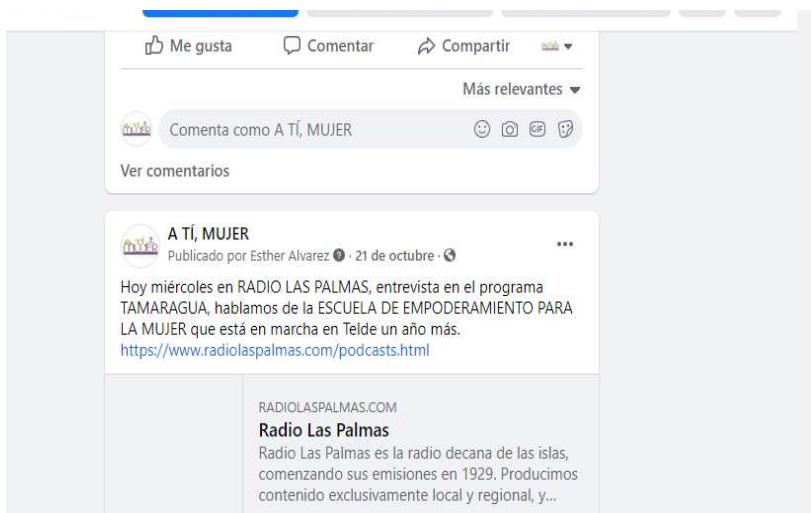 Me gusta Comentar Compartir
Más relevantes
Comenta como A TÍ, MUJER GIF
Ver comentarios
A TÍ, MUJER
Publicado por Esther Alvarez · 21 de octubre ·
Hoy miércoles en RADIO LAS PALMAS, entrevista en el programa
TAMARAGUA, hablamos de la ESCUELA DE EMPODERAMIENTO PARA
LA MUJER que está en marcha en Telde un año más.
https://www.radiolaspalmas.com/podcasts.html
RADIOLASPALMAS.COM
Radio Las Palmas
Radio Las Palmas es la radio decana de las islas,
comenzando sus emisiones en 1929. Producimos
contenido exclusivamente local y regional, y...